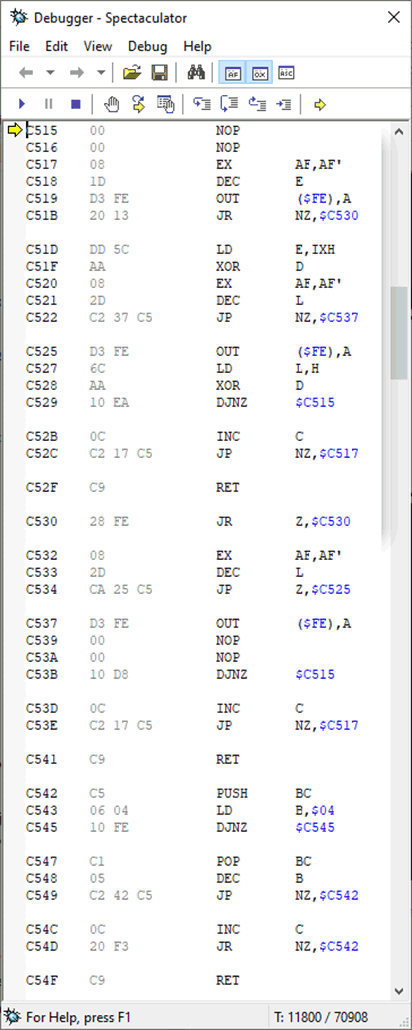 Debugger - Spectaculator
File Edit View Debug Help
AF OX ASC
C515 00 NOP
C516 00 NOP
C517 08 EX AF,AF'
C518 1D DEC E
C519 D3 FE OUT ($FE),A
C51B 20 13 JR NZ,$C530
C51D DD 5C LD E,IXH
C51F AA XOR D
C520 08 EX AF,AF'
C521 2D DEC L
C522 C2 37 C5 JP NZ,$C537
C525 D3 FE OUT ($FE),A
C527 6C LD L,H
C528 AA XOR D
C529 10 EA DJNZ $C515
C52B 0C INC C
C52C C2 17 C5 JP NZ,$C517
C52F C9 RET
C530 28 FE JR Z,$C530
C532 08 EX AF,AF'
C533 2D DEC L
C534 CA 25 C5 JP Z,$C525
C537 D3 FE OUT ($FE),A
C539 00 NOP
C53A 00 NOP
C53B 10 D8 DJNZ $C515
C53D 0C INC C
C53E C2 17 C5 JP NZ,$C517
C541 C9 RET
C542 C5 PUSH BC
C543 06 04 LD B,$04
C545 10 FE DJNZ $C545
C547 C1 POP BC
C548 05 DEC B
C549 C2 42 C5 JP NZ,$C542
C54C 0C INC C
C54D 20 F3 JR NZ,$C542
C54F C9 RET
For Help, press F1 T: 11800 / 70908